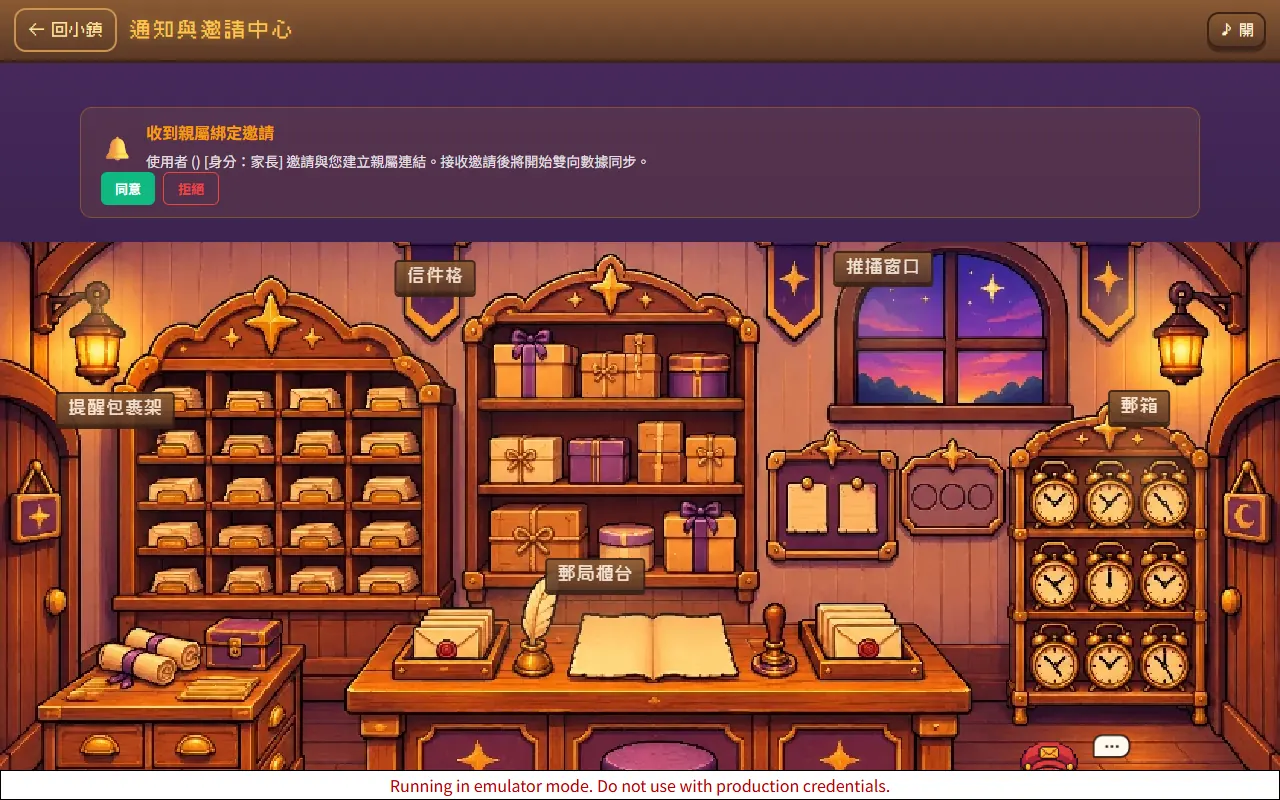 ← 回小鎮
通知與邀請中心
♪ 開
收到親屬綁定邀請
使用者 () [身分：家長] 邀請與您建立親屬連結。接收邀請後將開始雙向數據同步。
同意
拒絕
信件格
推播窗口
提醒包裹架
郵箱
郵局櫃台
...
Running in emulator mode. Do not use with production credentials.